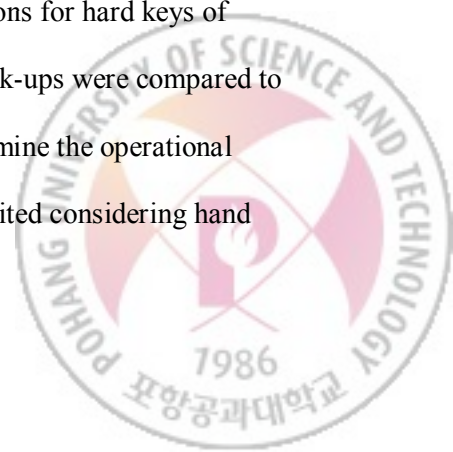 ons for hard keys of
k-ups were compared to
mine the operational
ited considering hand
POHANG UNIVERSITY OF SCIENCE AND TECHNOLOGY
1986
포항공과대학교